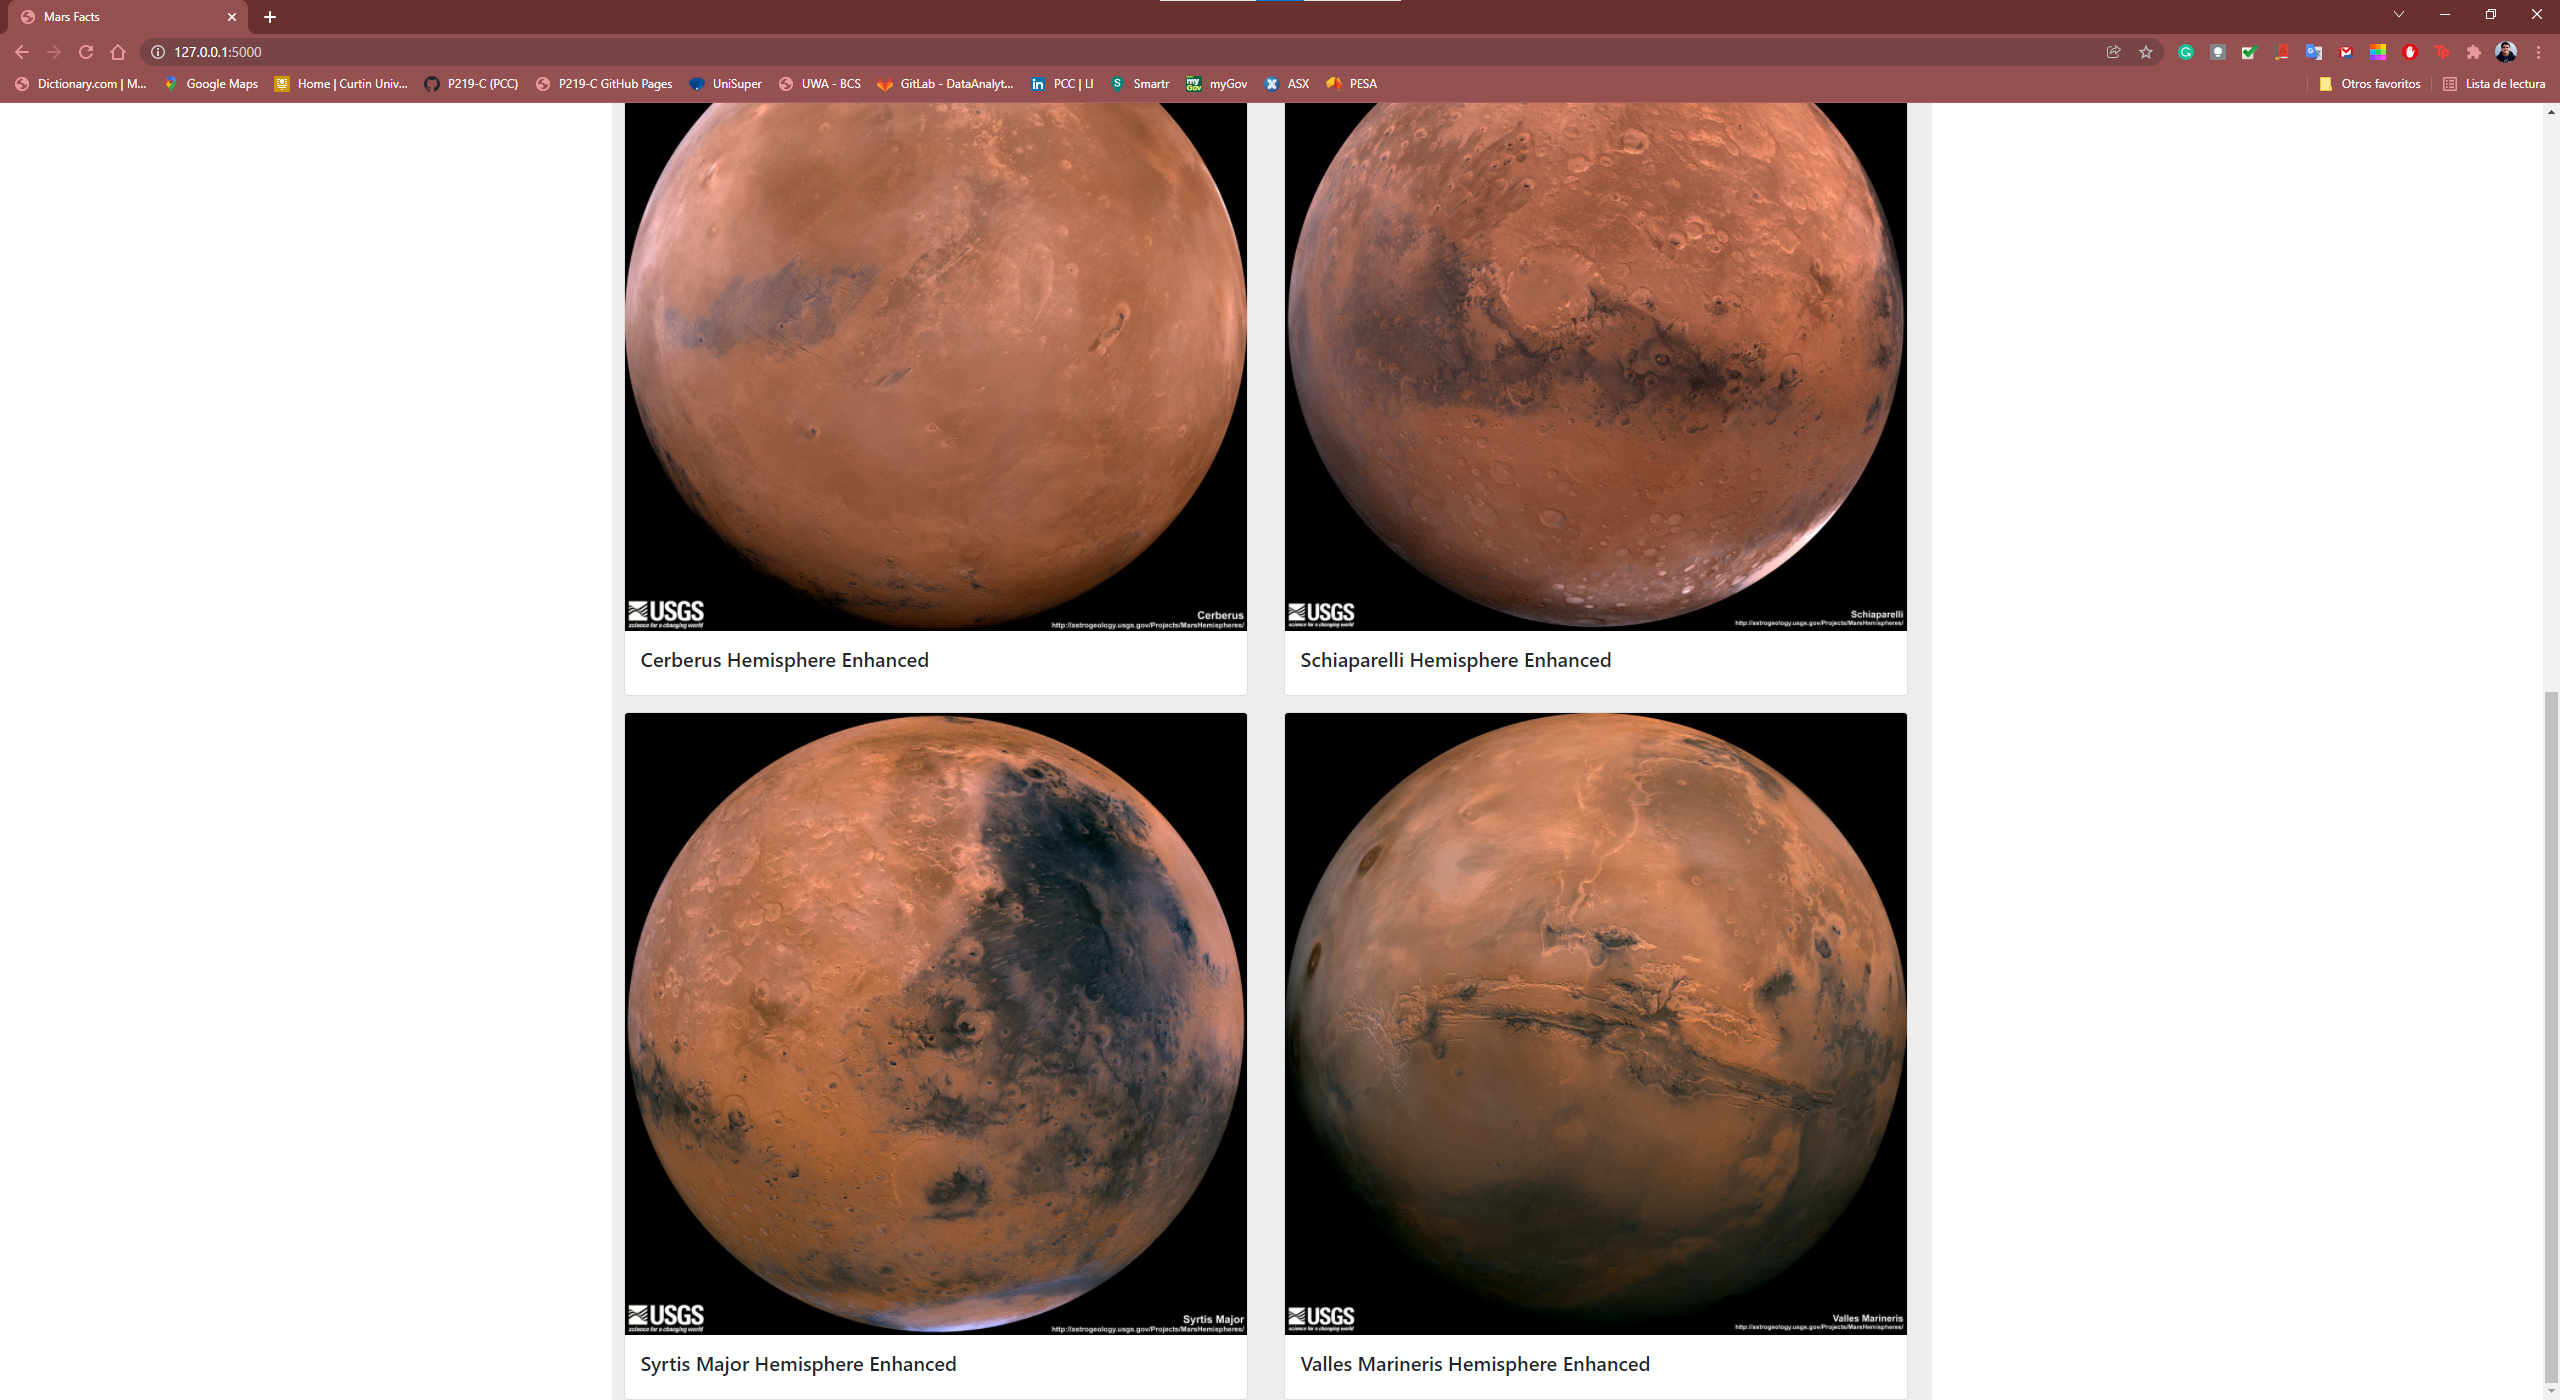 Mars Facts
127.0.0.1:5000
Dictionary.com | M... Google Maps Home | Curtin Univ... P219-C (PCC) P219-C GitHub Pages UniSuper UWA - BCS GitLab - DataAnalyt... PCC | LI Smartr myGov ASX PESA Otros favoritos Lista de lectura
USGS
science for a changing world
Cerberus
http://astrogeology.usgs.gov/Projects/MarsHemispheres/
Cerberus Hemisphere Enhanced
USGS
science for a changing world
Schiaparelli
http://astrogeology.usgs.gov/Projects/MarsHemispheres/
Schiaparelli Hemisphere Enhanced
USGS
science for a changing world
Syrtis Major
http://astrogeology.usgs.gov/Projects/MarsHemispheres/
Syrtis Major Hemisphere Enhanced
USGS
science for a changing world
Valles Marineris
http://astrogeology.usgs.gov/Projects/MarsHemispheres/
Valles Marineris Hemisphere Enhanced